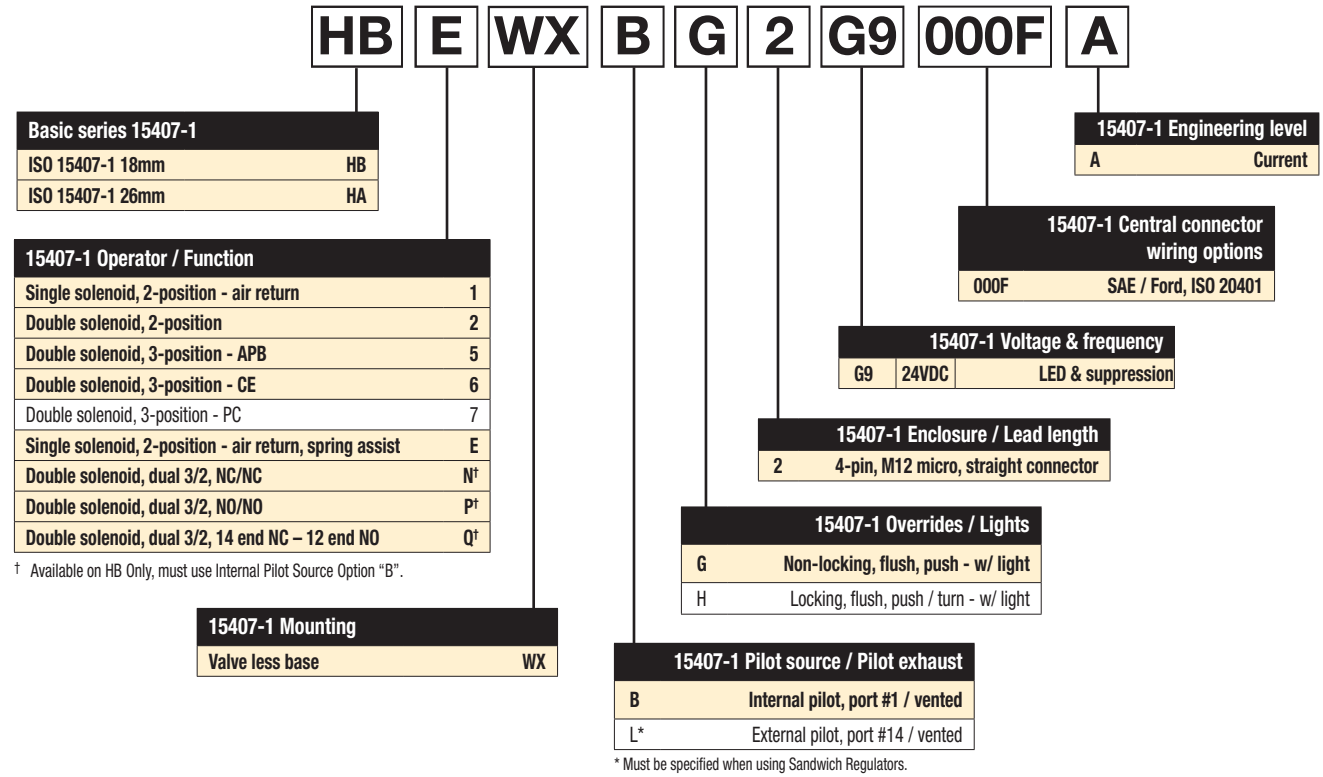 HB E WX B G 2 G9 000F A
Basic series 15407-1
ISO 15407-1 18mm HB
ISO 15407-1 26mm HA
15407-1 Operator / Function
Single solenoid, 2-position - air return 1
Double solenoid, 2-position 2
Double solenoid, 3-position - APB 5
Double solenoid, 3-position - CE 6
Double solenoid, 3-position - PC 7
Single solenoid, 2-position - air return, spring assist E
Double solenoid, dual 3/2, NC/NC N†
Double solenoid, dual 3/2, NO/NO P†
Double solenoid, dual 3/2, 14 end NC – 12 end NO Q†
† Available on HB Only, must use Internal Pilot Source Option “B”.
15407-1 Mounting
Valve less base WX
15407-1 Pilot source / Pilot exhaust
B Internal pilot, port #1 / vented
L* External pilot, port #14 / vented
* Must be specified when using Sandwich Regulators.
15407-1 Overrides / Lights
G Non-locking, flush, push - w/ light
H Locking, flush, push / turn - w/ light
15407-1 Enclosure / Lead length
2 4-pin, M12 micro, straight connector
15407-1 Voltage & frequency
G9 24VDC LED & suppression
15407-1 Central connector
wiring options
000F SAE / Ford, ISO 20401
15407-1 Engineering level
A Current